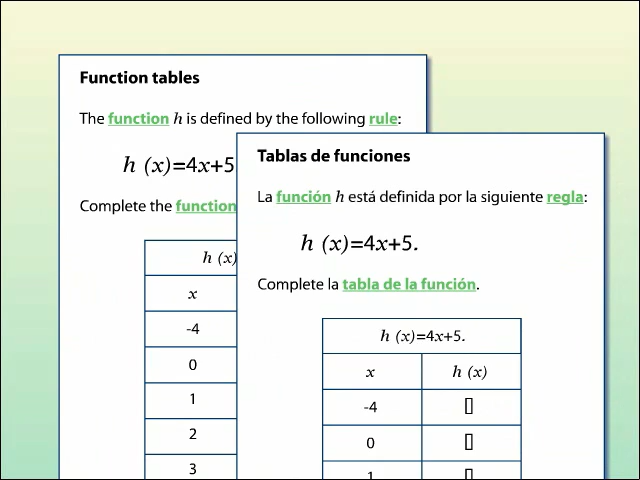 Function tables
The function h is defined by the following rule:
h (x)=4x+5
Complete the function
h (x)
x
-4
0
1
2
3
Tablas de funciones
La función h está definida por la siguiente regla:
h (x)=4x+5.
Complete la tabla de la función.
h (x)=4x+5.
x h (x)
-4 []
0 []
1 []